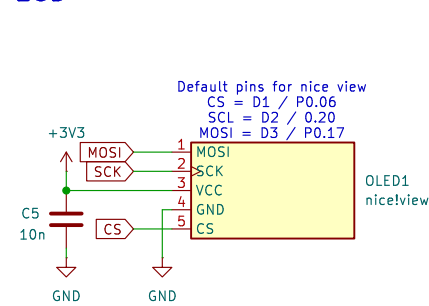 Default pins for nice view
CS = D1 / P0.06
SCL = D2 / 0.20
MOSI = D3 / P0.17
+3V3
MOSI 1 MOSI
SCK 2 SCK
3 VCC
4 GND
CS 5 CS
OLED1
nice!view
C5
10n
GND
GND